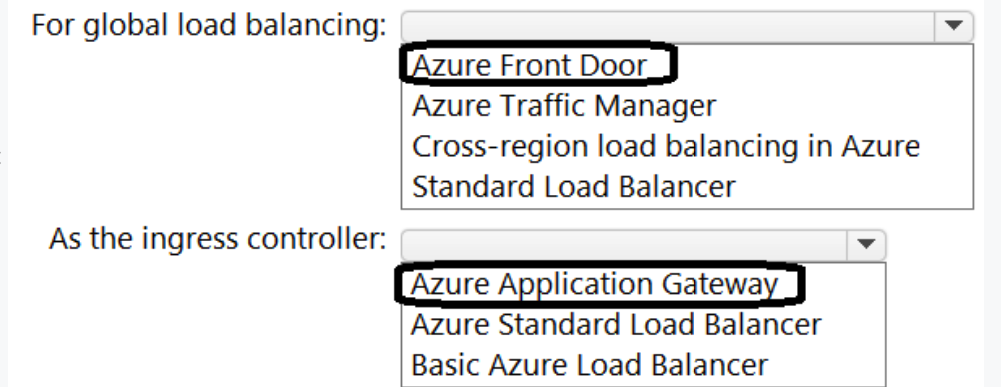 For global load balancing:
Azure Front Door
Azure Traffic Manager
Cross-region load balancing in Azure
Standard Load Balancer
As the ingress controller:
Azure Application Gateway
Azure Standard Load Balancer
Basic Azure Load Balancer